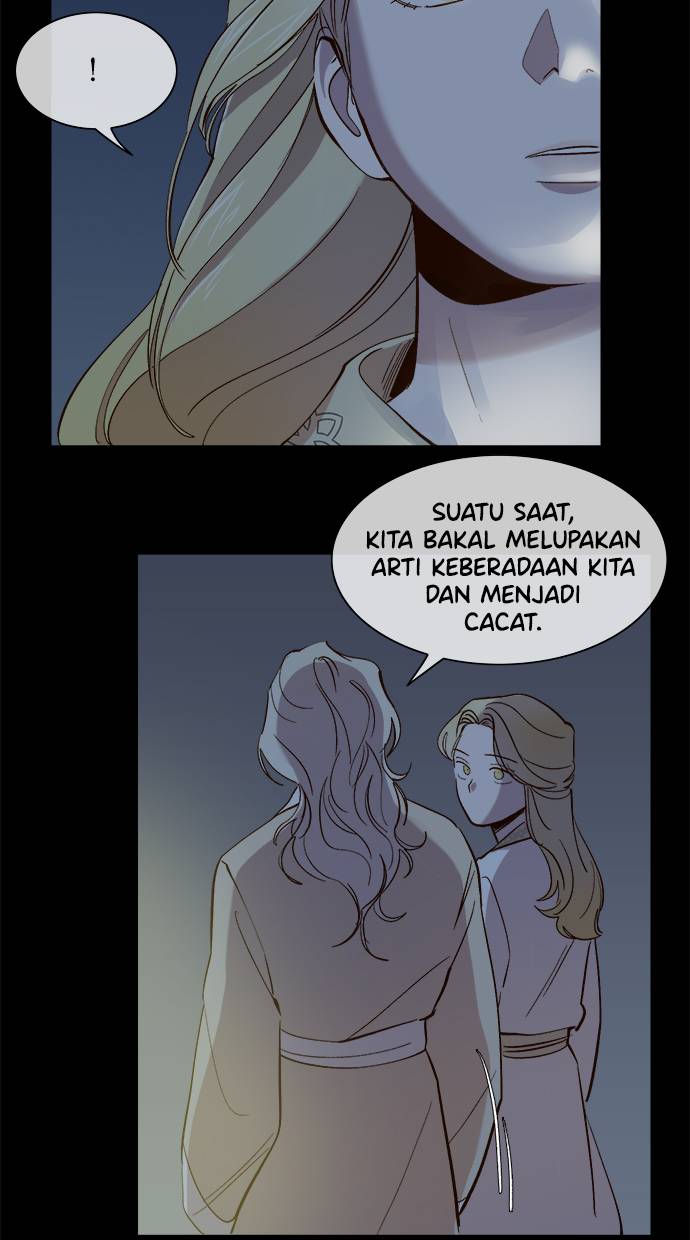 !
SUATU SAAT,
KITA BAKAL MELUPAKAN
ARTI KEBERADAAN KITA
DAN MENJADI
CACAT.